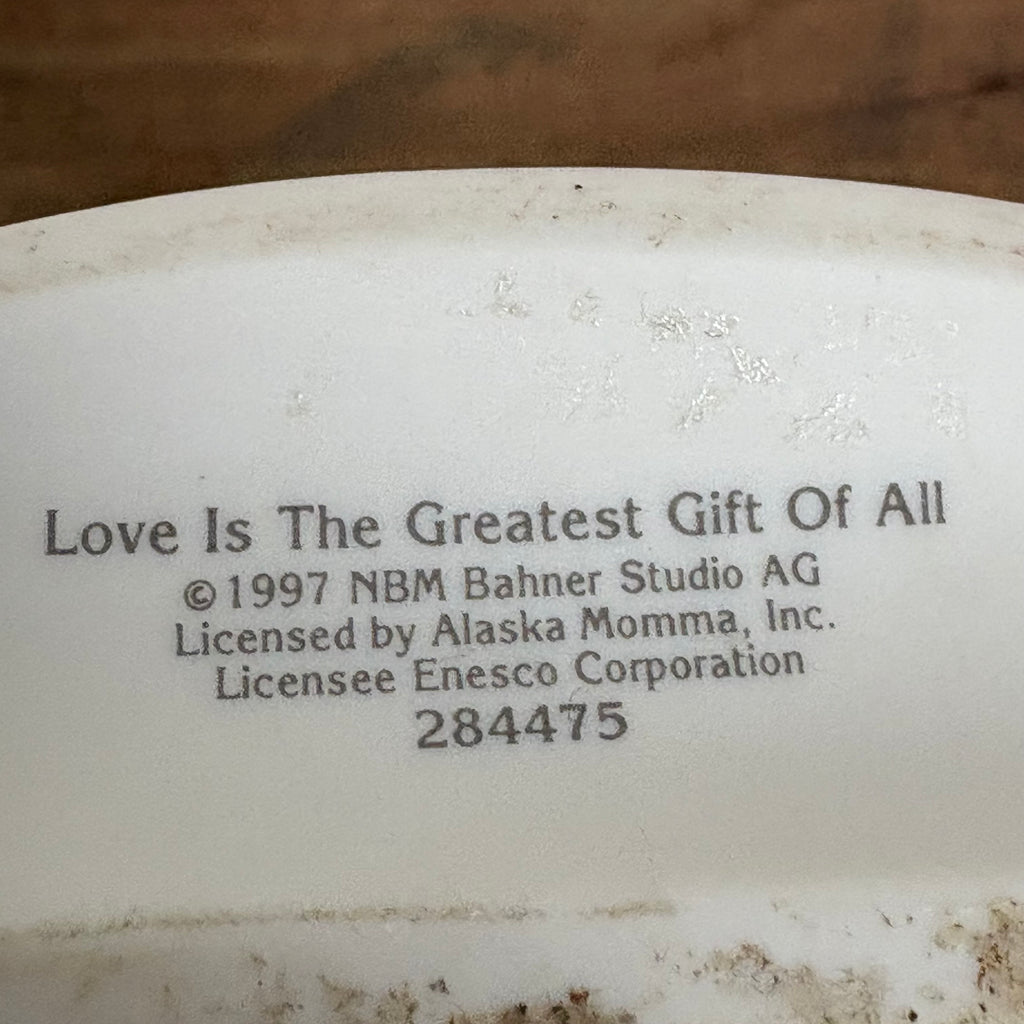 Love Is The Greatest Gift Of All
©1997 NBM Bahner Studio AG
Licensed by Alaska Momma, Inc.
Licensee Enesco Corporation
284475